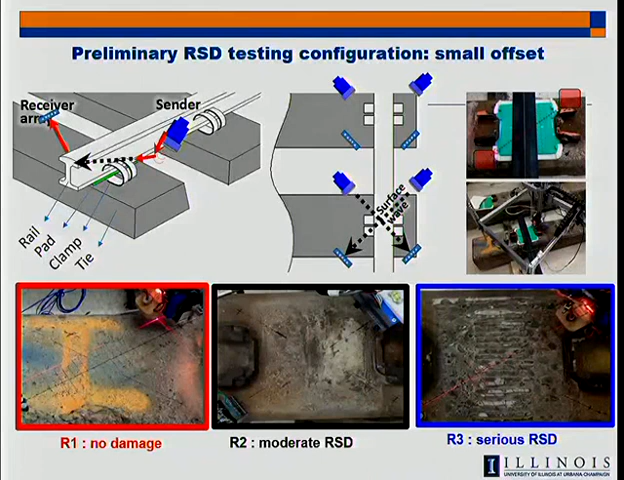 Preliminary RSD testing configuration: small offset
Receiver
array
Sender
Rail
Pad
Clamp
Tie
Surface
wave
R1 : no damage
R2 : moderate RSD
R3 : serious RSD
ILLINOIS
UNIVERSITY OF ILLINOIS AT URBANA-CHAMPAIGN